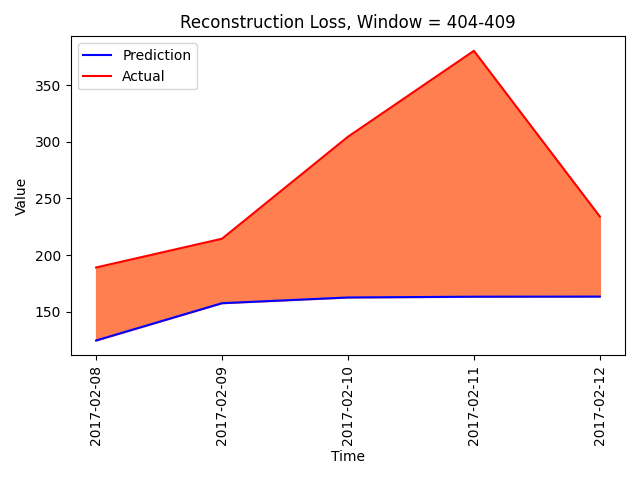 Reconstruction Loss, Window = 404-409
Prediction
Actual
Value
350
300
250
200
150
2017-02-08
2017-02-09
2017-02-10
2017-02-11
2017-02-12
Time